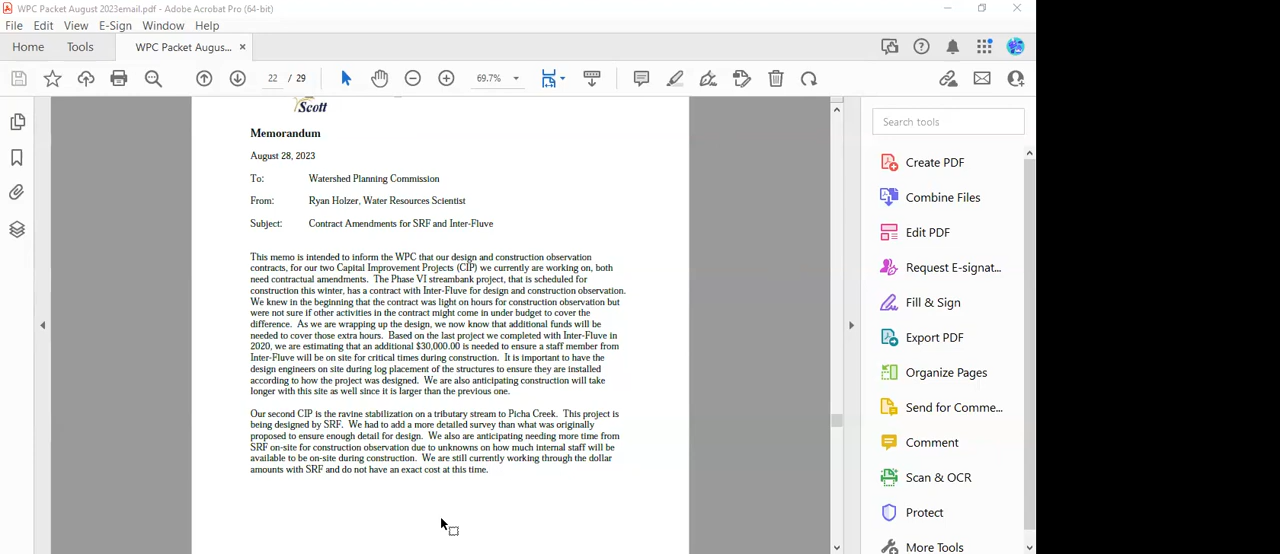 WPC Packet August 2023email.pdf - Adobe Acrobat Pro (64-bit)
File Edit View E-Sign Window Help
Home Tools WPC Packet Augus... ×
22 / 29 69.7%
Search tools
Scott
Memorandum
August 28, 2023
To: Watershed Planning Commission
From: Ryan Holzer, Water Resources Scientist
Subject: Contract Amendments for SRF and Inter-Fluve
This memo is intended to inform the WPC that our design and construction observation
contracts, for our two Capital Improvement Projects (CIP) we currently are working on, both
need contractual amendments. The Phase VI streambank project, that is scheduled for
construction this winter, has a contract with Inter-Fluve for design and construction observation.
We knew in the beginning that the contract was light on hours for construction observation but
were not sure if other activities in the contract might come in under budget to cover the
difference. As we are wrapping up the design, we now know that additional funds will be
needed to cover those extra hours. Based on the last project we completed with Inter-Fluve in
2020, we are estimating that an additional $30,000.00 is needed to ensure a staff member from
Inter-Fluve will be on site for critical times during construction. It is important to have the
design engineers on site during log placement of the structures to ensure they are installed
according to how the project was designed. We are also anticipating construction will take
longer with this site as well since it is larger than the previous one.
Our second CIP is the ravine stabilization on a tributary stream to Picha Creek. This project is
being designed by SRF. We had to add a more detailed survey than what was originally
proposed to ensure enough detail for design. We also are anticipating needing more time from
SRF on-site for construction observation due to unknowns on how much internal staff will be
available to be on-site during construction. We are still currently working through the dollar
amounts with SRF and do not have an exact cost at this time.
Create PDF
Combine Files
Edit PDF
Request E-signat...
Fill & Sign
Export PDF
Organize Pages
Send for Comme...
Comment
Scan & OCR
Protect
More Tools